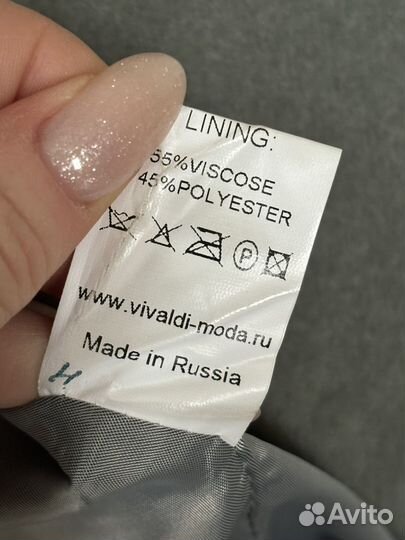 LINING:
55%VISCOSE
45%POLYESTER
P
www.vivaldi-moda.ru
Made in Russia
H
Avito